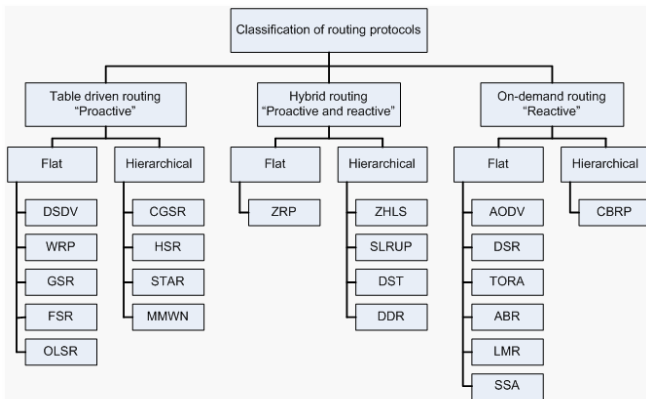 Classification of routing protocols
Table driven routing
“Proactive”
Hybrid routing
“Proactive and reactive”
On-demand routing
“Reactive”
Flat
Hierarchical
Flat
Hierarchical
Flat
Hierarchical
DSDV
CGSR
ZRP
ZHLS
AODV
CBRP
WRP
HSR
SLRUP
DSR
GSR
STAR
DST
TORA
FSR
MMWN
DDR
ABR
OLSR
LMR
SSA